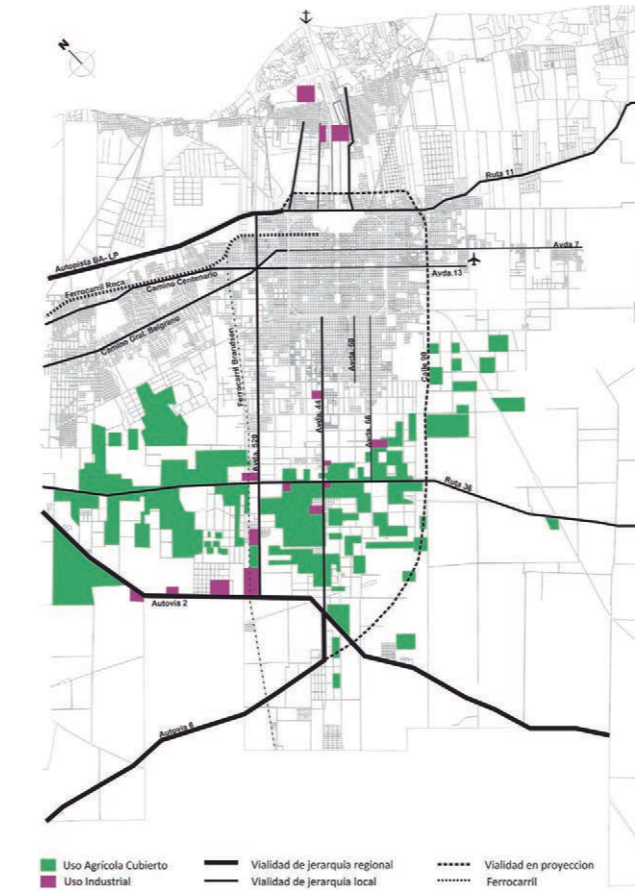 N
Ruta 11
Autopista BA- LP
Avda.7
Ferrocarril Roca
Camino Centenario
Avda.13
Camino Gral. Belgrano
Ferrocarril Brandsen
Avda. 520
Avda. 44
Avda. 60
Avda. 66
Calle 90
Ruta 36
Autovia 2
Autovia 6
Uso Agrícola Cubierto
Vialidad de jerarquía regional
Vialidad en proyeccion
Uso Industrial
Vialidad de jerarquía local
Ferrocarril